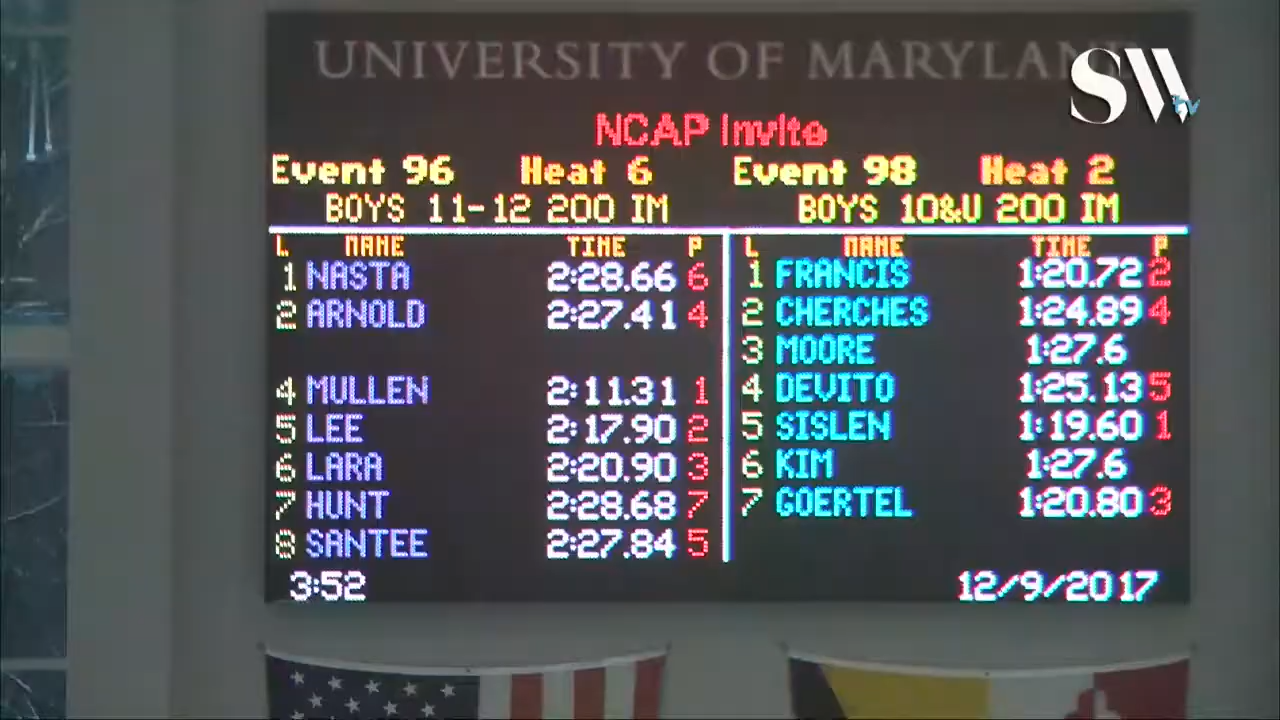 UNIVERSITY OF MARYLAND
SW
TV
NCAP Invite
Event 96 Heat 6 Event 98 Heat 2
BOYS 11-12 200 IM BOYS 10&U 200 IM
L NAME TIME P L NAME TIME P
1 NASTA 2:28.66 6 1 FRANCIS 1:20.72 2
2 ARNOLD 2:27.41 4 2 CHERCHES 1:24.89 4
3 MOORE 1:27.6
4 MULLEN 2:11.31 1 4 DEVITO 1:25.13 5
5 LEE 2:17.90 2 5 SISLEN 1:19.60 1
6 LARA 2:20.90 3 6 KIM 1:27.6
7 HUNT 2:28.68 7 7 GOERTEL 1:20.80 3
8 SANTEE 2:27.84 5
3:52 12/9/2017